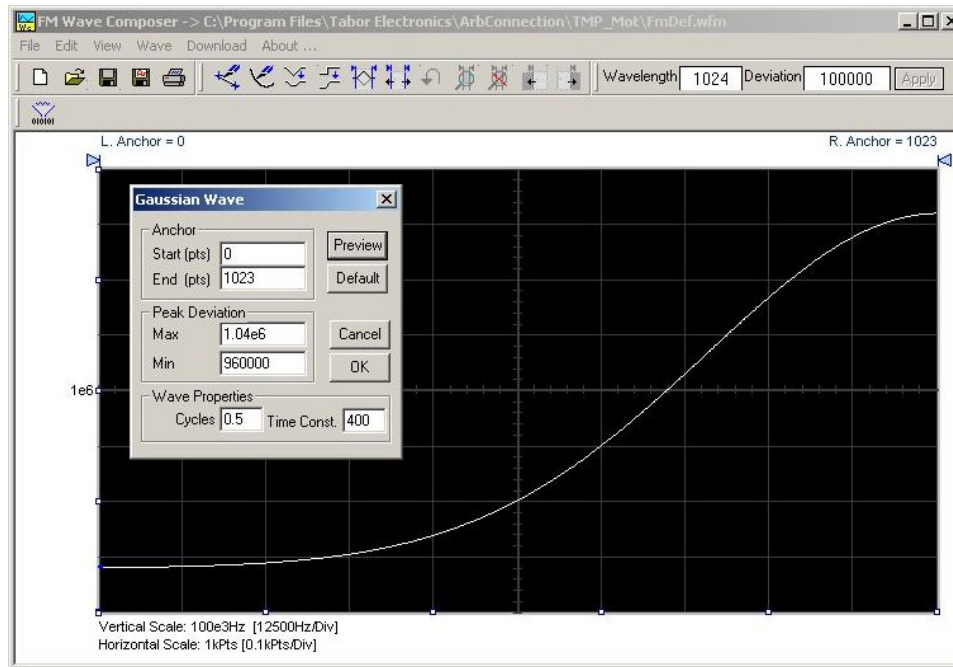 FM Wave Composer -> C:\Program Files\Tabor Electronics\ArbConnection\TMP_Mot\FmDef.wfm
File Edit View Wave Download About ...
Wavelength 1024 Deviation 100000 Apply
010101
L. Anchor = 0 R. Anchor = 1023
Gaussian Wave
Anchor
Start (pts) 0 Preview
End (pts) 1023 Default
Peak Deviation
Max 1.04e6 Cancel
Min 960000 OK
1e6
Wave Properties
Cycles 0.5 Time Const. 400
Vertical Scale: 100e3Hz [12500Hz/Div]
Horizontal Scale: 1kPts [0.1kPts/Div]